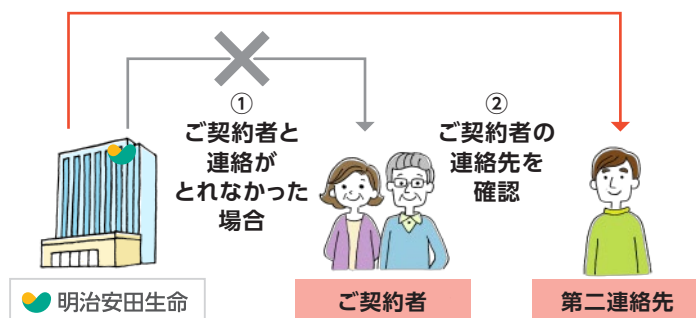 ①
ご契約者と
連絡が
とれなかった
場合
②
ご契約者の
連絡先を
確認
明治安田生命
ご契約者
第二連絡先